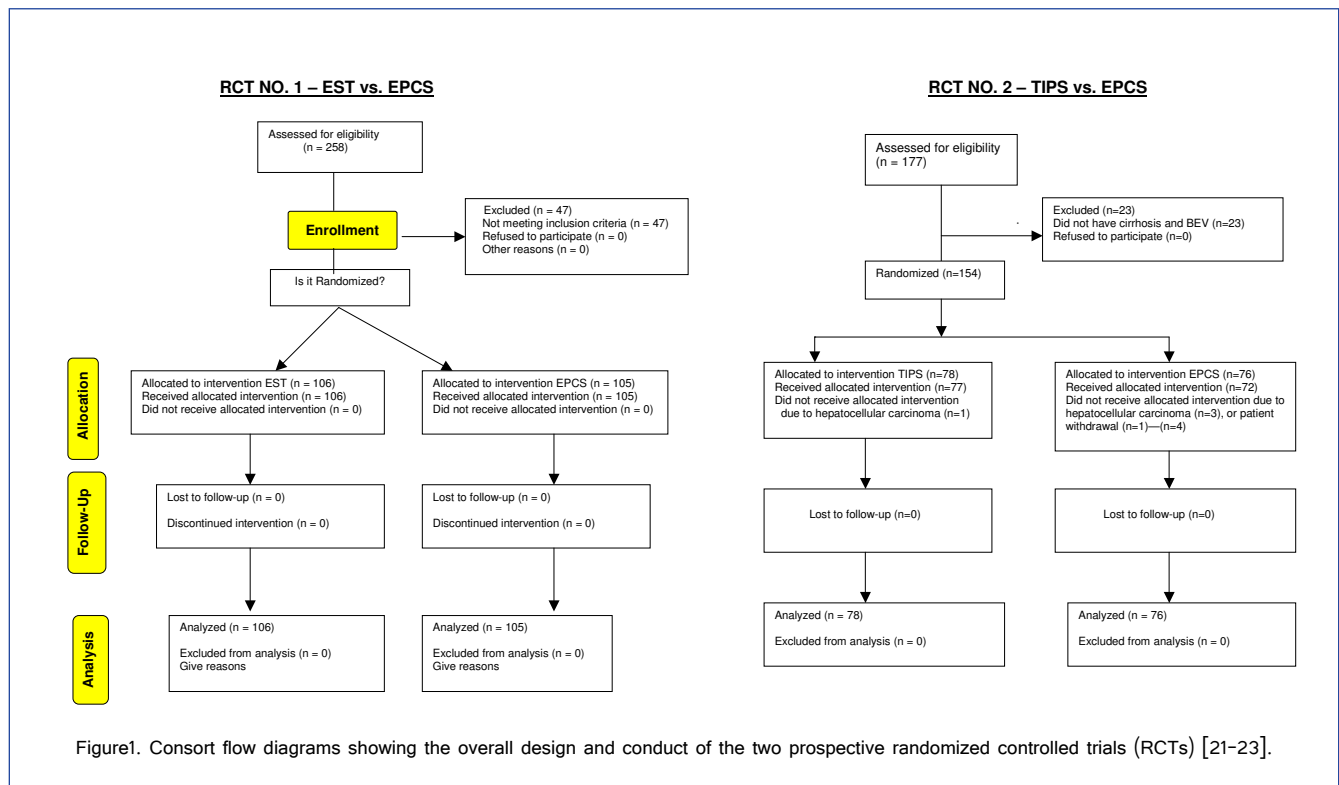 RCT NO. 1 – EST vs. EPCS
Assessed for eligibility
(n = 258)
Enrollment
Excluded (n = 47)
Not meeting inclusion criteria (n = 47)
Refused to participate (n = 0)
Other reasons (n = 0)
Is it Randomized?
Allocation
Allocated to intervention EST (n = 106)
Received allocated intervention (n = 106)
Did not receive allocated intervention (n = 0)
Allocated to intervention EPCS (n = 105)
Received allocated intervention (n = 105)
Did not receive allocated intervention (n = 0)
Follow-Up
Lost to follow-up (n = 0)
Discontinued intervention (n = 0)
Lost to follow-up (n = 0)
Discontinued intervention (n = 0)
Analysis
Analyzed (n = 106)
Excluded from analysis (n = 0)
Give reasons
Analyzed (n = 105)
Excluded from analysis (n = 0)
Give reasons
RCT NO. 2 – TIPS vs. EPCS
Assessed for eligibility
(n = 177)
Excluded (n=23)
Did not have cirrhosis and BEV (n=23)
Refused to participate (n=0)
Randomized (n=154)
Allocated to intervention TIPS (n=78)
Received allocated intervention (n=77)
Did not receive allocated intervention
due to hepatocellular carcinoma (n=1)
Allocated to intervention EPCS (n=76)
Received allocated intervention (n=72)
Did not receive allocated intervention due to
hepatocellular carcinoma (n=3), or patient
withdrawal (n=1)—(n=4)
Lost to follow-up (n=0)
Lost to follow-up (n=0)
Analyzed (n = 78)
Excluded from analysis (n = 0)
Analyzed (n = 76)
Excluded from analysis (n = 0)
Figure1. Consort flow diagrams showing the overall design and conduct of the two prospective randomized controlled trials (RCTs) [21-23].